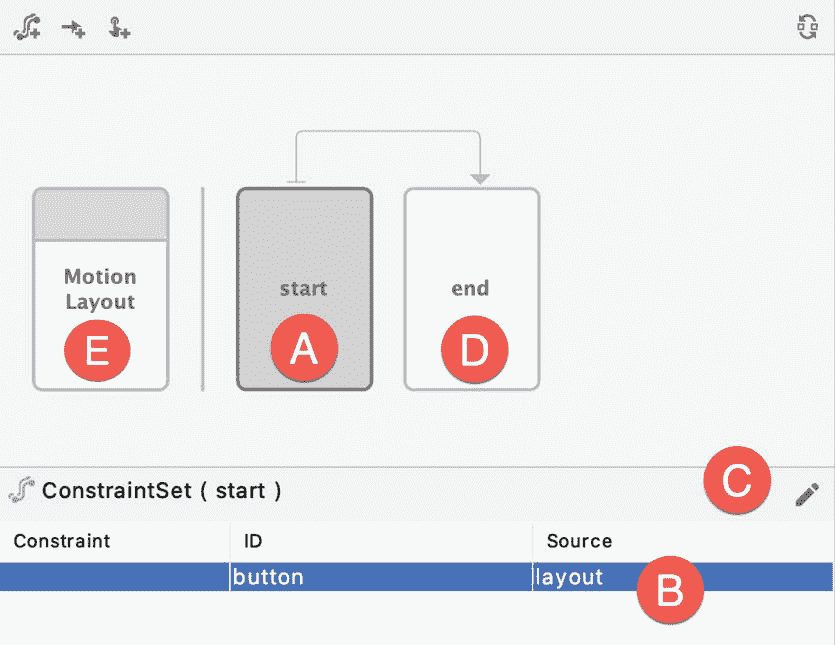 Motion
Layout
start
end
E
A
D
ConstraintSet ( start )
C
Constraint ID Source
button layout
B